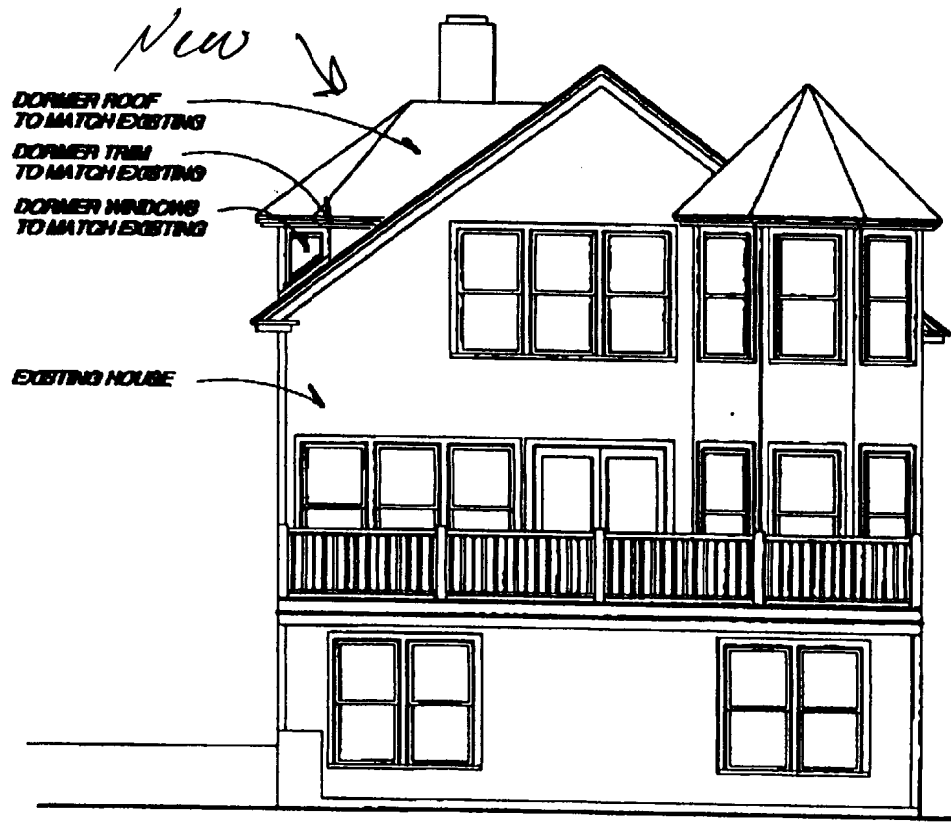 New
DORMER ROOF
TO MATCH EXISTING
DORMER TRIM
TO MATCH EXISTING
DORMER WINDOWS
TO MATCH EXISTING
EXISTING HOUSE